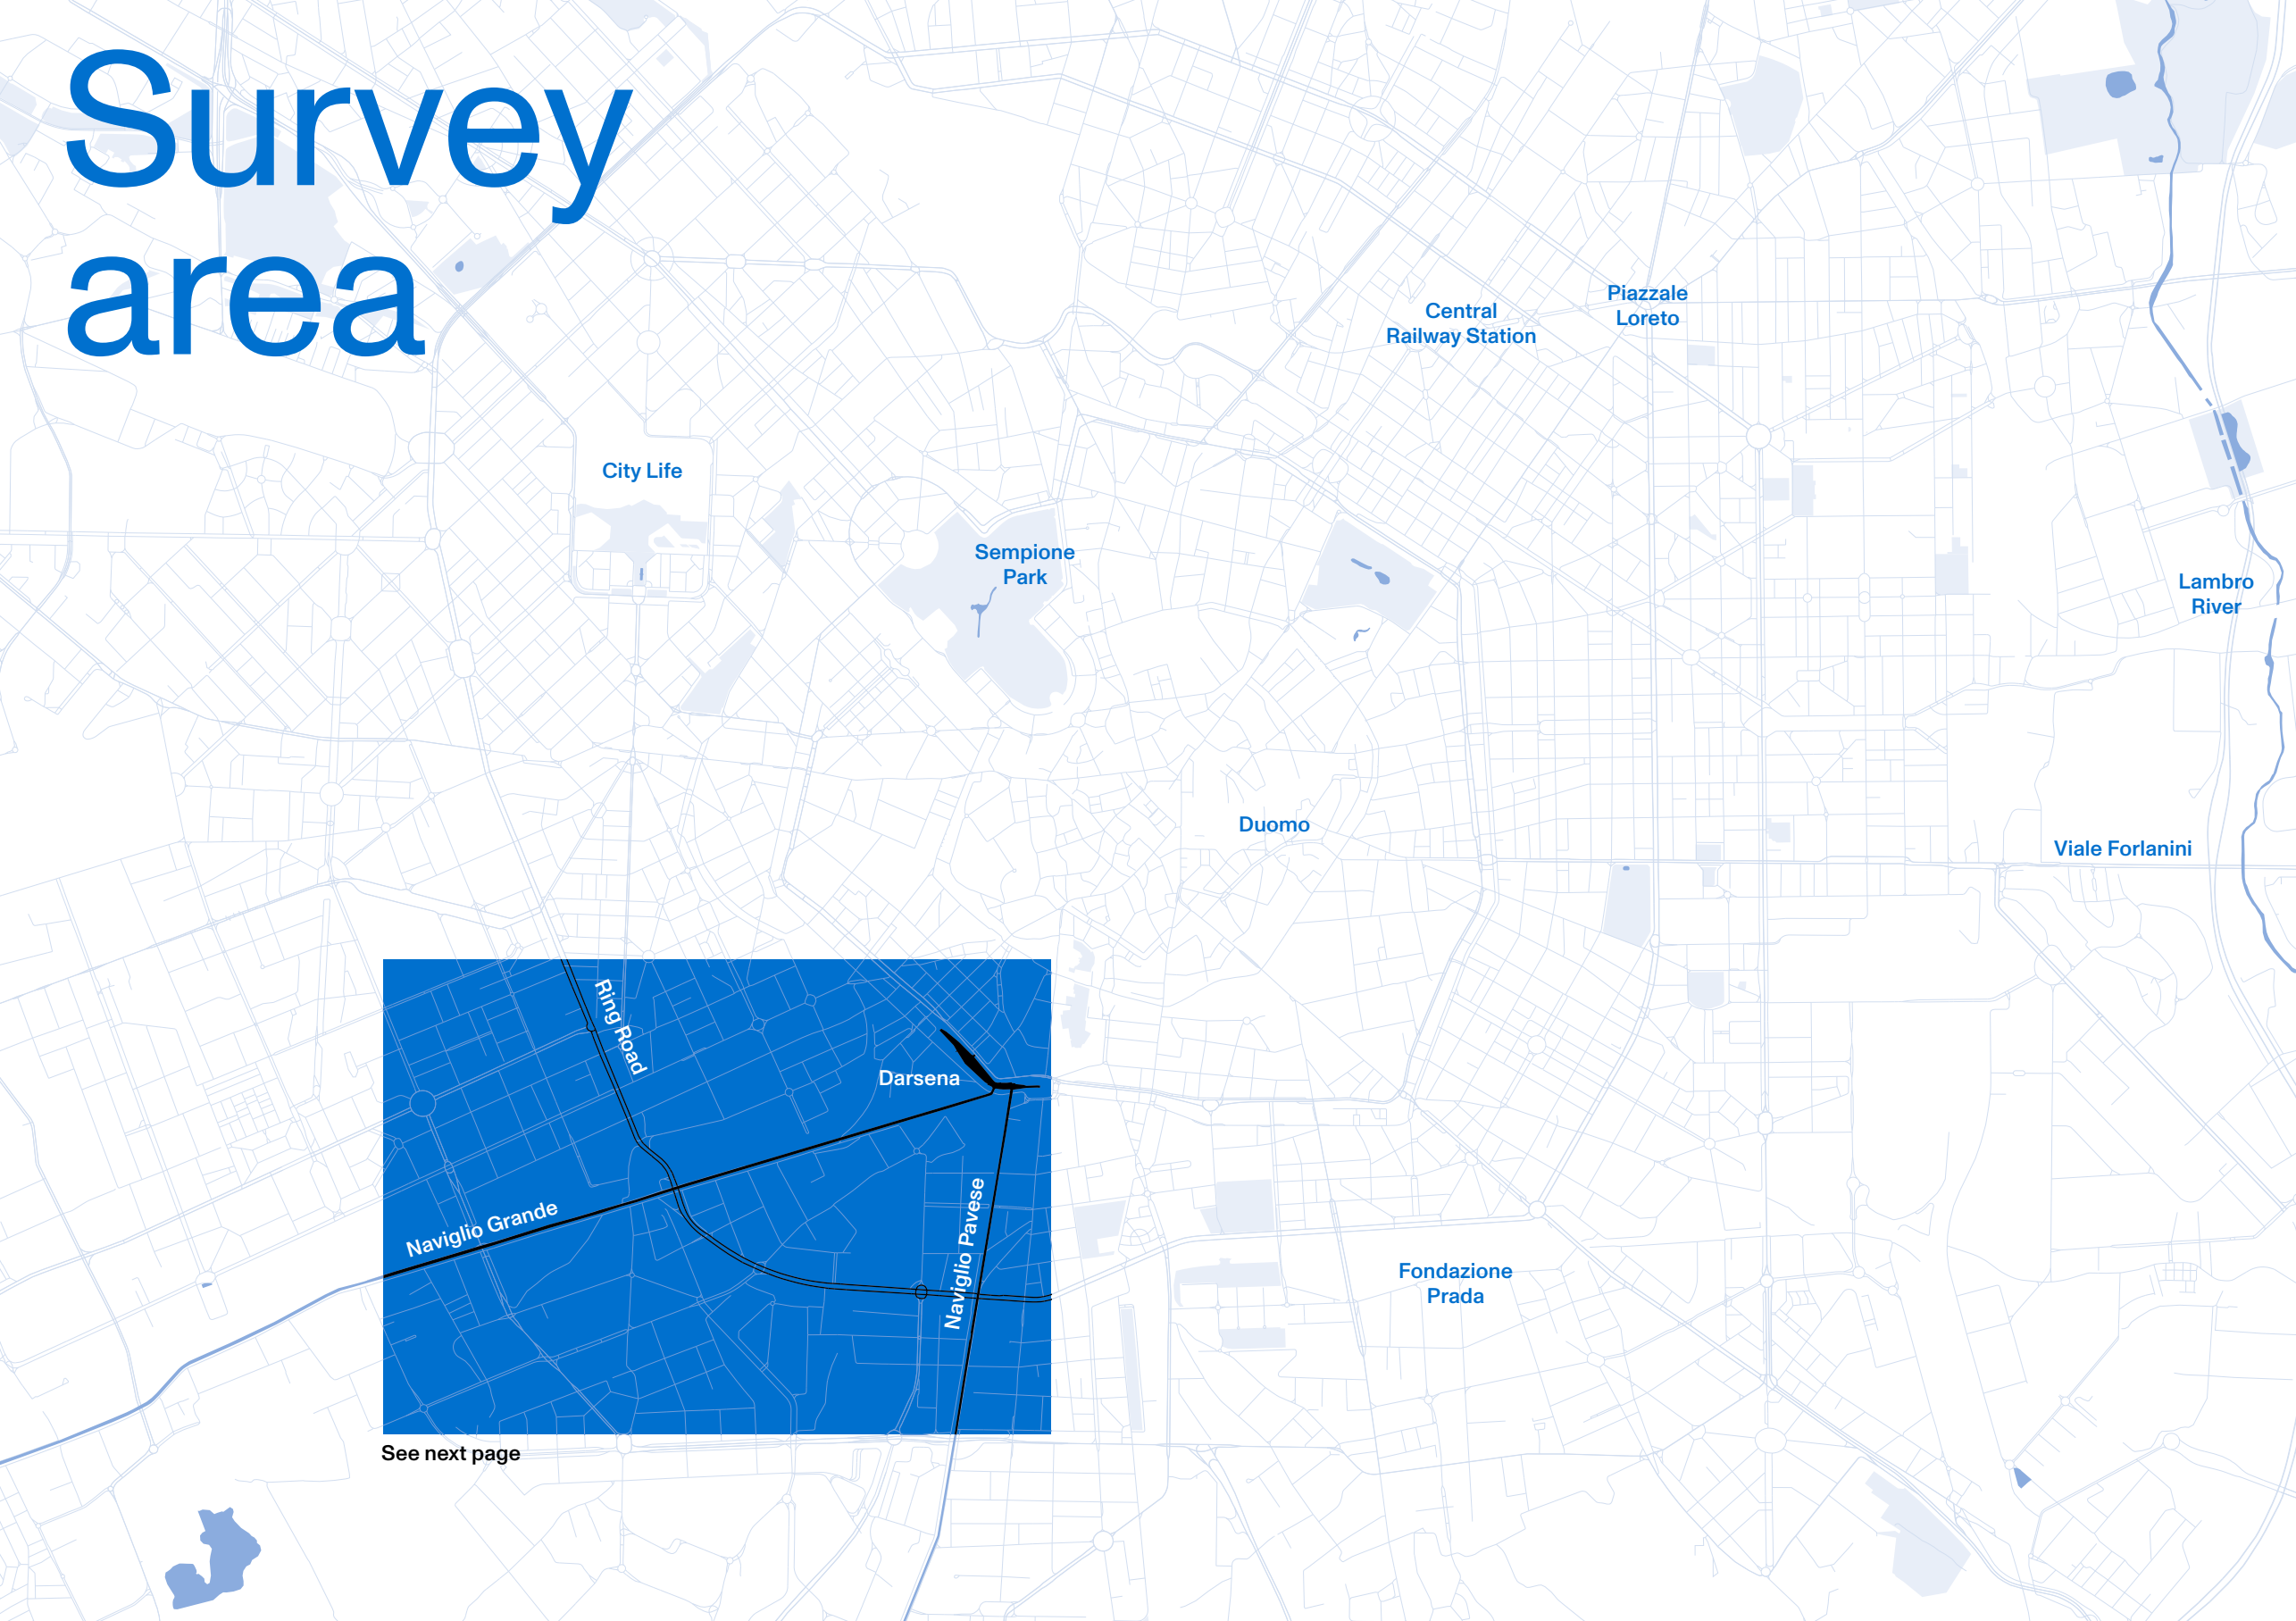 Survey
area
Piazzale
Loreto
Central
Railway Station
City Life
Sempione
Park
Lambro
River
Duomo
Viale Forlanini
Ring Road
Darsena
Naviglio Grande
Naviglio Pavese
Fondazione
Prada
See next page